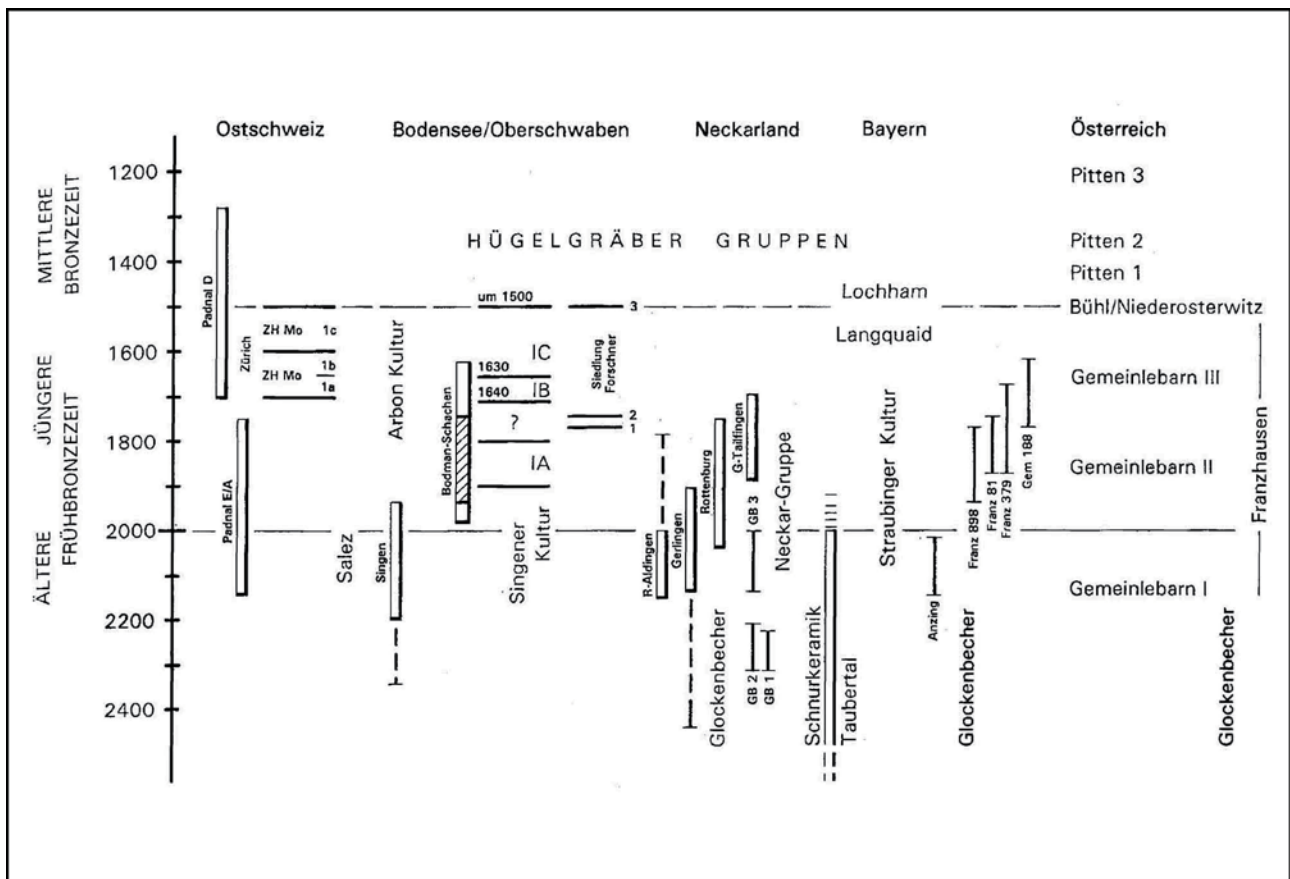 Ostschweiz Bodensee/Oberschwaben Neckarland Bayern Österreich
MITTLERE
BRONZEZEIT
JÜNGERE
ÄLTERE
FRÜHBRONZEZEIT
1200
1400
1600
1800
2000
2200
2400
Padnal D
Padnal E/A
Zürich
ZH Mo 1c
ZH Mo 1b
1a
Salez
Arbon Kultur
Singen
HÜGELGRÄBER GRUPPEN
Bodman-Schachen
um 1500
1630
1640
IC
IB
?
IA
Singener
Kultur
3
Siedlung
Forschner
2
1
R-Aldingen
Gerlingen
Rottenburg
G-Tailfingen
Glockenbecher
GB 3
GB 2
GB 1
Neckar-Gruppe
Schnurkeramik
Taubertal
Lochham
Langquaid
Straubinger Kultur
Anzing
Glockenbecher
Franz 898
Franz 81
Franz 379
Gem 188
Pitten 3
Pitten 2
Pitten 1
Bühl/Niederosterwitz
Gemeinlebarn III
Gemeinlebarn II
Gemeinlebarn I
Franzhausen
Glockenbecher